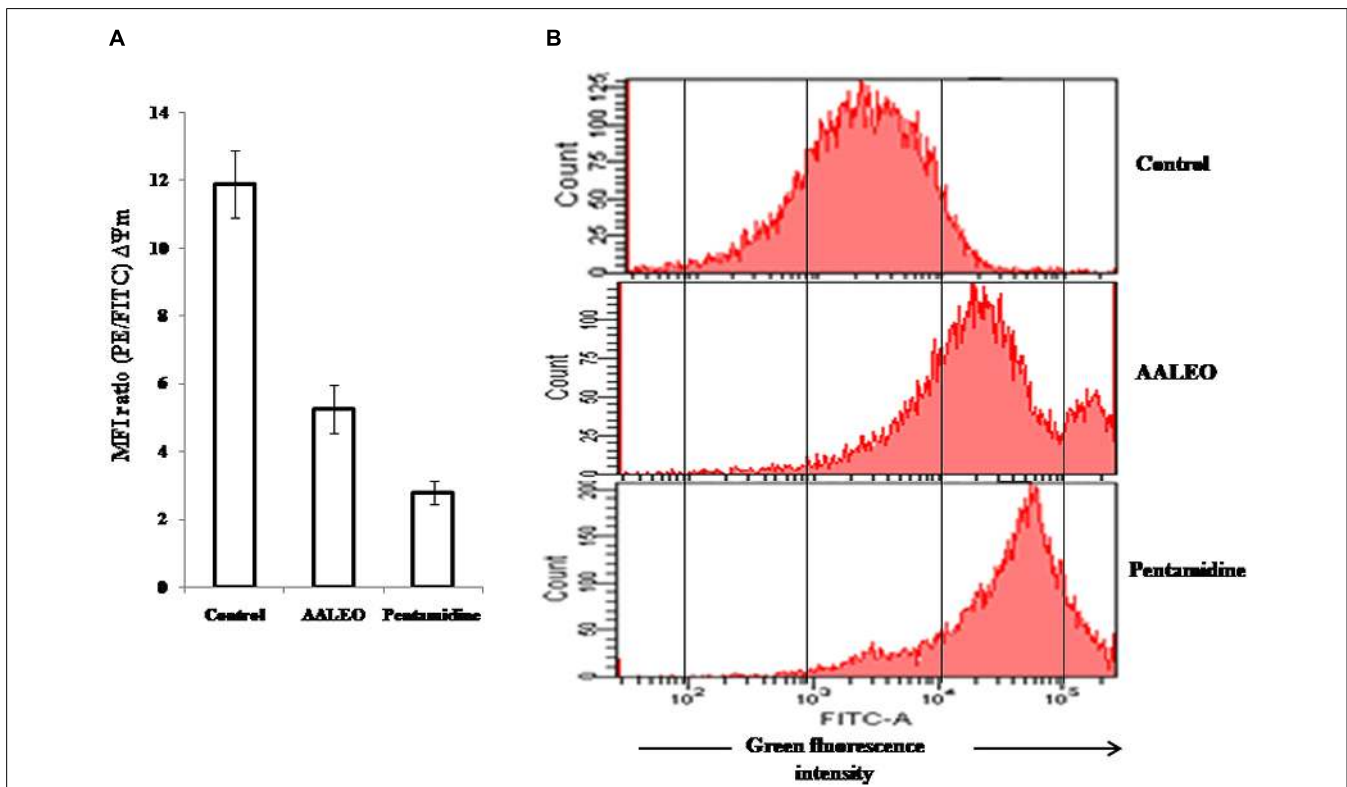 A
B
14
12
10
8
6
4
2
0
MFI ratio (PE/FITC) ΔΨm
Control AALEO Pentamidine
125
100
75
50
25
0
Count
Control
100
75
50
25
0
Count
AALEO
200
150
100
50
0
Count
Pentamidine
10² 10³ 10⁴ 10⁵
FITC-A
Green fluorescence
intensity